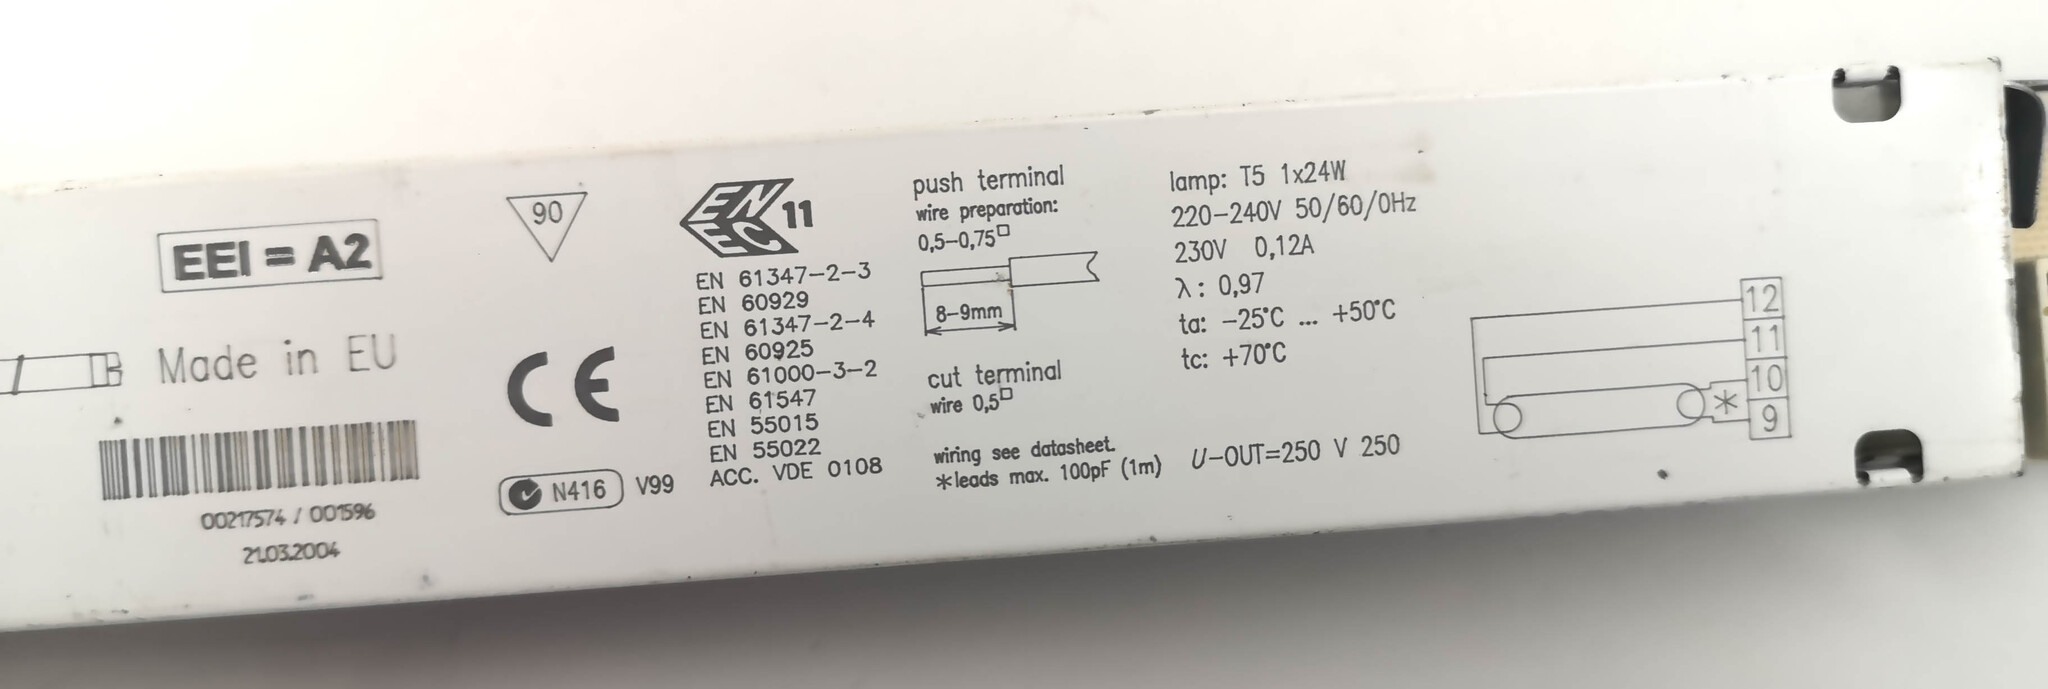 EEI = A2
Made in EU
00217574 / 001596
21.03.2004
90
CE
N416 V99
EN
EC 11
EN 61347-2-3
EN 60929
EN 61347-2-4
EN 60925
EN 61000-3-2
EN 61547
EN 55015
EN 55022
ACC. VDE 0108
push terminal
wire preparation:
0,5-0,75□
8-9mm
cut terminal
wire 0,5□
wiring see datasheet.
*leads max. 100pF (1m)
lamp: T5 1x24W
220-240V 50/60/0Hz
230V 0,12A
λ: 0,97
ta: -25°C ... +50°C
tc: +70°C
U-OUT=250 V 250
12
11
10
* 9